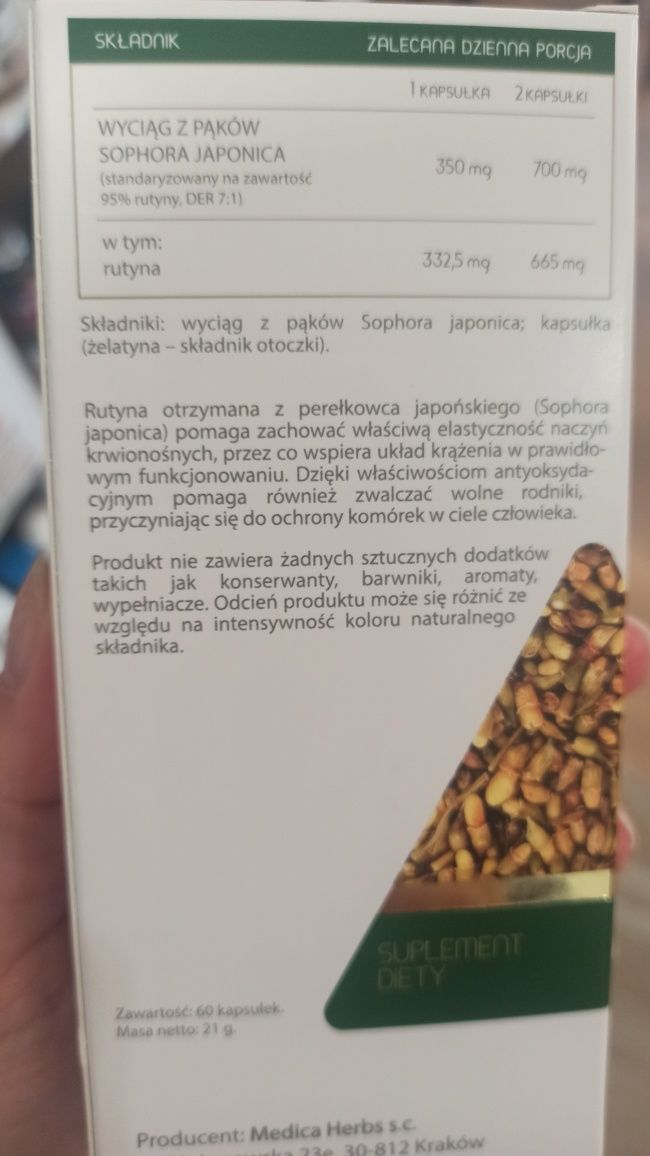 SKŁADNIK ZALECANA DZIENNA PORCJA
1 KAPSUŁKA 2 KAPSUŁKI
WYCIĄG Z PĄKÓW
SOPHORA JAPONICA 350 mg 700 mg
(standaryzowany na zawartość
95% rutyny, DER 7:1)
w tym:
rutyna 332,5 mg 665 mg
Składniki: wyciąg z pąków Sophora japonica; kapsułka
(żelatyna – składnik otoczki).
Rutyna otrzymana z perełkowca japońskiego (Sophora
japonica) pomaga zachować właściwą elastyczność naczyń
krwionośnych, przez co wspiera układ krążenia w prawidło-
wym funkcjonowaniu. Dzięki właściwościom antyoksyda-
cyjnym pomaga również zwalczać wolne rodniki,
przyczyniając się do ochrony komórek w ciele człowieka.
Produkt nie zawiera żadnych sztucznych dodatków
takich jak konserwanty, barwniki, aromaty,
wypełniacze. Odcień produktu może się różnić ze
względu na intensywność koloru naturalnego
składnika.
SUPLEMENT
DIETY
Zawartość: 60 kapsułek.
Masa netto: 21 g.
Producent: Medica Herbs s.c.
23e, 30-812 Kraków